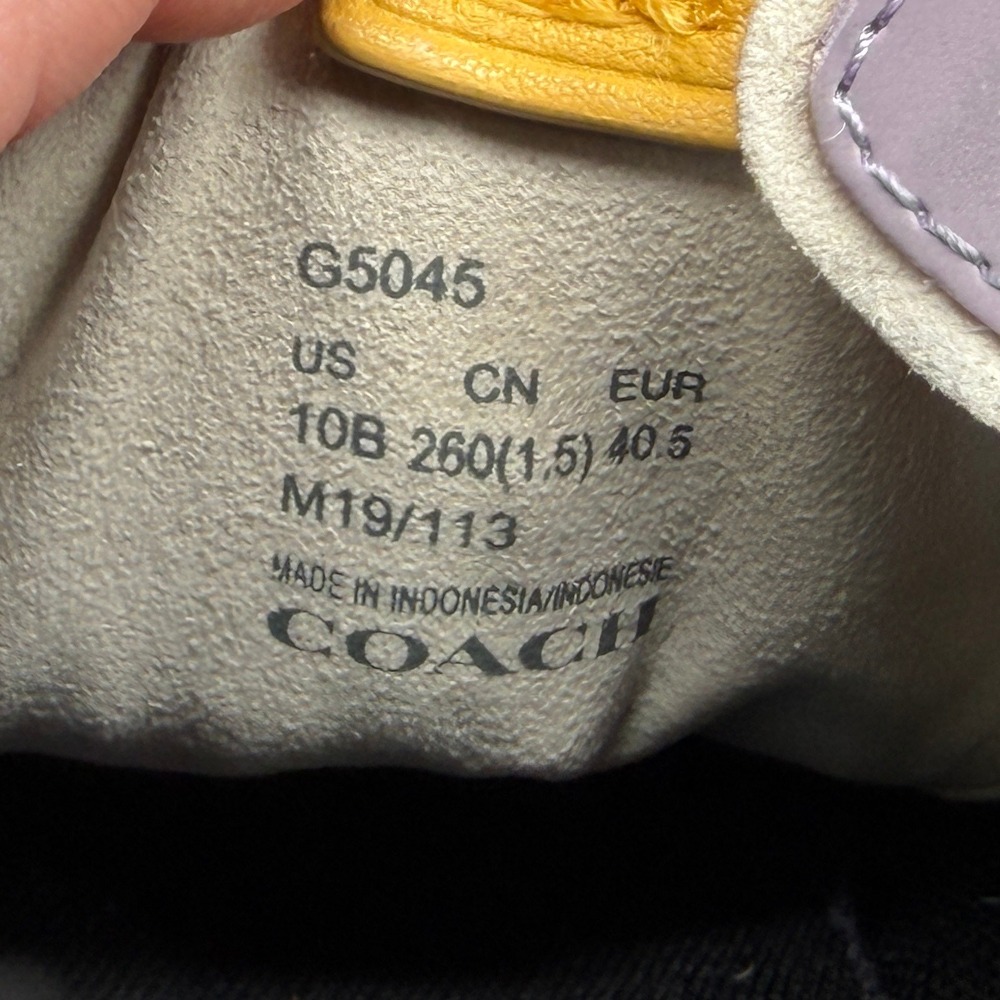 G5045
US CN EUR
10B 260(1.5) 40.5
M19/113
MADE IN INDONESIA/INDONESIE
COACH